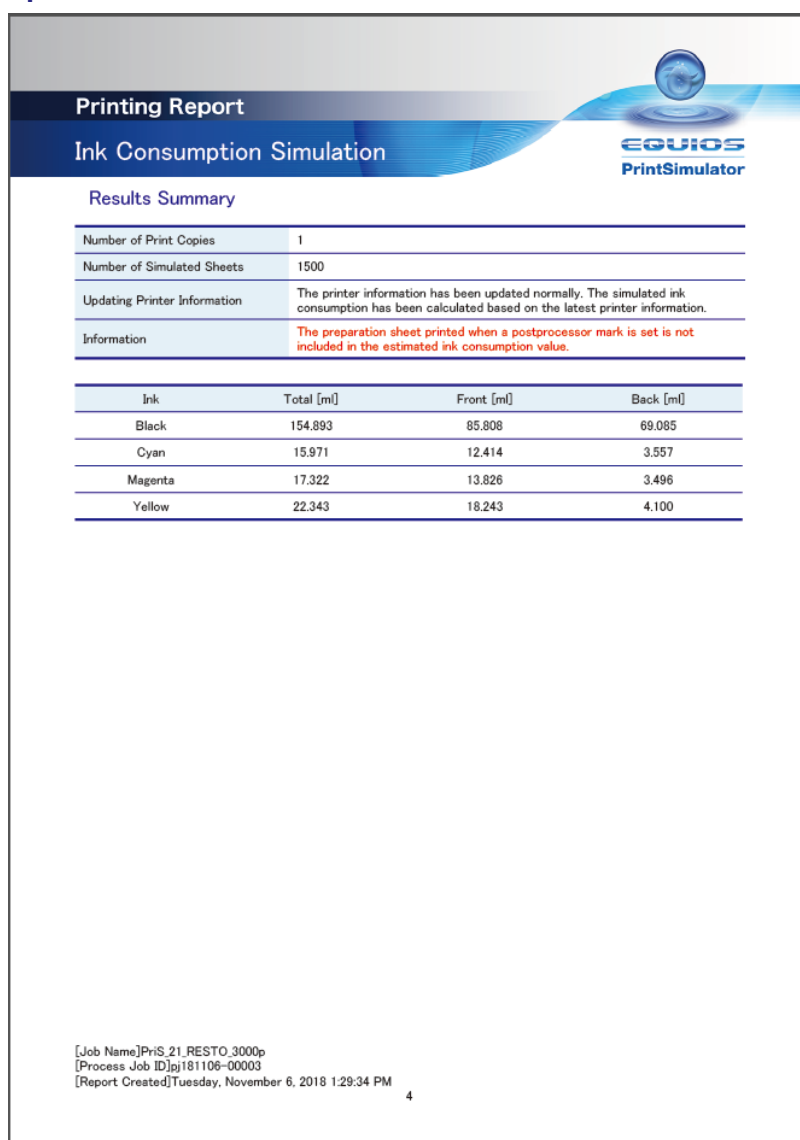 Printing Report
Ink Consumption Simulation
EQUIOS
PrintSimulator
Results Summary
Number of Print Copies 1
Number of Simulated Sheets 1500
Updating Printer Information The printer information has been updated normally. The simulated ink
consumption has been calculated based on the latest printer information.
Information The preparation sheet printed when a postprocessor mark is set is not
included in the estimated ink consumption value.
Ink Total [ml] Front [ml] Back [ml]
Black 154.893 85.808 69.085
Cyan 15.971 12.414 3.557
Magenta 17.322 13.826 3.496
Yellow 22.343 18.243 4.100
[Job Name]PriS_21_RESTO_3000p
[Process Job ID]pj181106-00003
[Report Created]Tuesday, November 6, 2018 1:29:34 PM
4